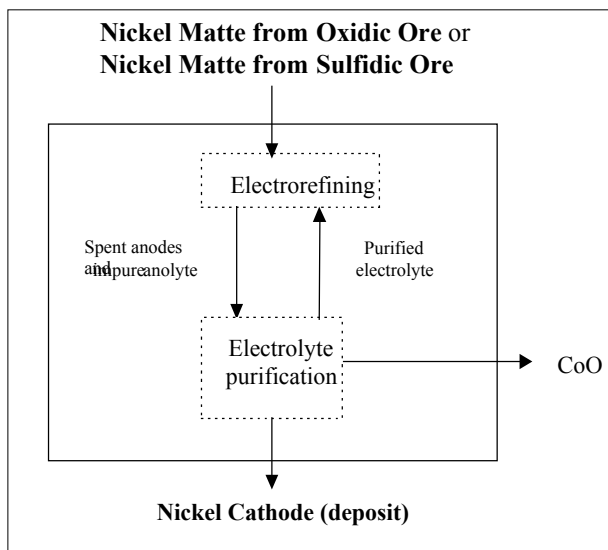 Nickel Matte from Oxidic Ore or
Nickel Matte from Sulfidic Ore
Electrorefining
Spent anodes
and impure anolyte
Purified
electrolyte
Electrolyte
purification
CoO
Nickel Cathode (deposit)